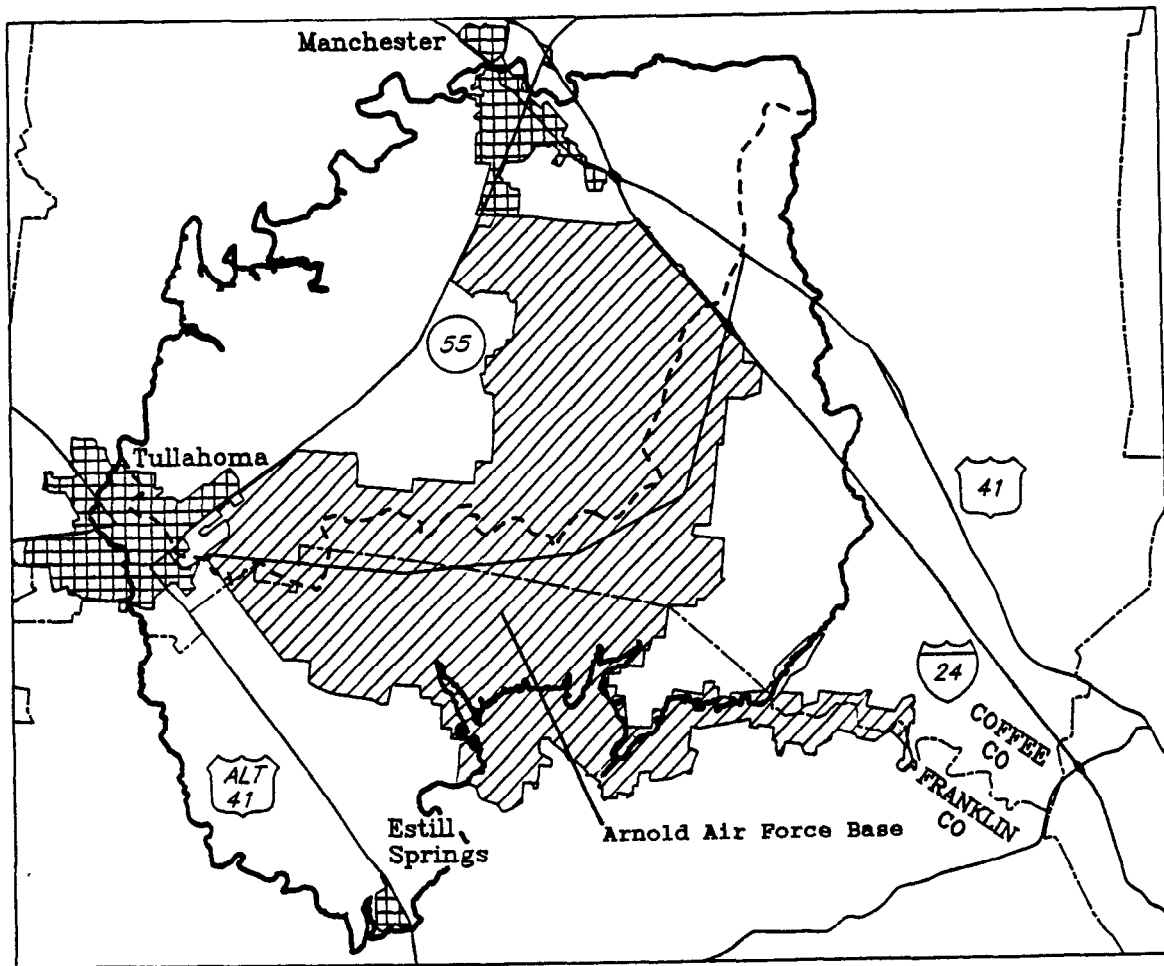 Manchester
55
Tullahoma
41
24
COFFEE
CO
FRANKLIN
CO
ALT
41
Estill
Springs
Arnold Air Force Base